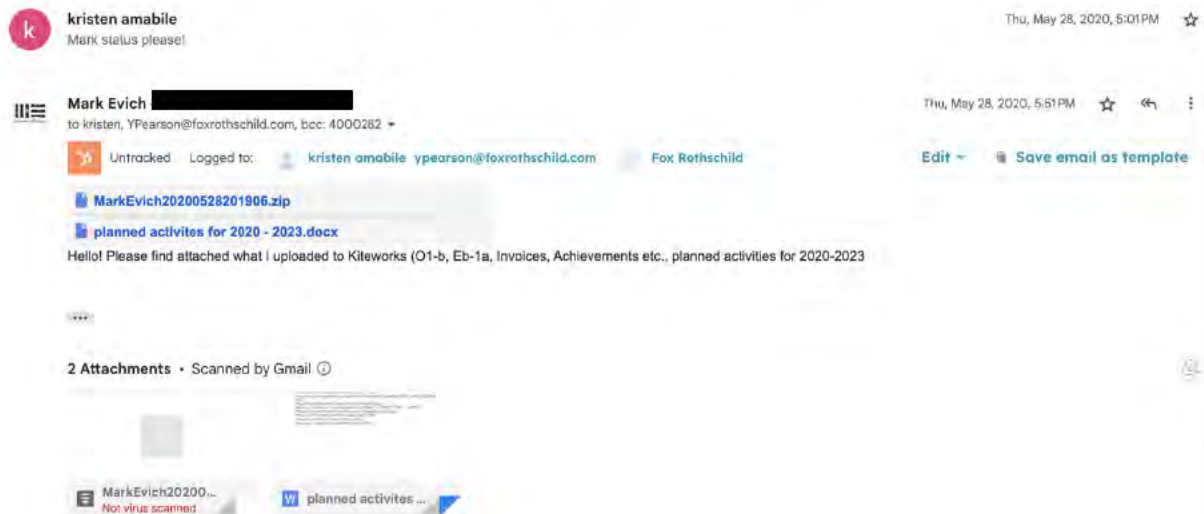 k
kristen amabile Thu, May 28, 2020, 5:01PM
Mark status please!
Mark Evich Thu, May 28, 2020, 5:51PM
to kristen, YPearson@foxrothschild.com, bcc: 4000282
Untracked Logged to: kristen amabile ypearson@foxrothschild.com Fox Rothschild Edit Save email as template
MarkEvich20200528201906.zip
planned activites for 2020 - 2023.docx
Hello! Please find attached what I uploaded to Kiteworks (O1-b, Eb-1a, Invoices, Achievements etc., planned activities for 2020-2023
...
2 Attachments • Scanned by Gmail
MarkEvich20200...
Not virus scanned
W planned activites ...